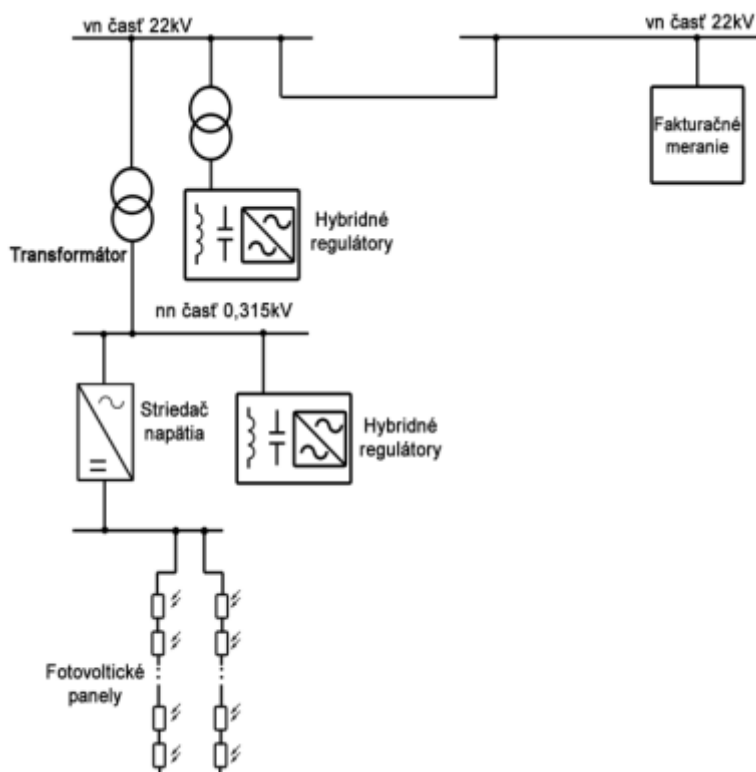 vn časť 22kV
vn časť 22kV
Fakturačné
meranie
Hybridné
regulátory
Transformátor
nn časť 0,315kV
Striedač
napätia
Hybridné
regulátory
Fotovoltické
panely